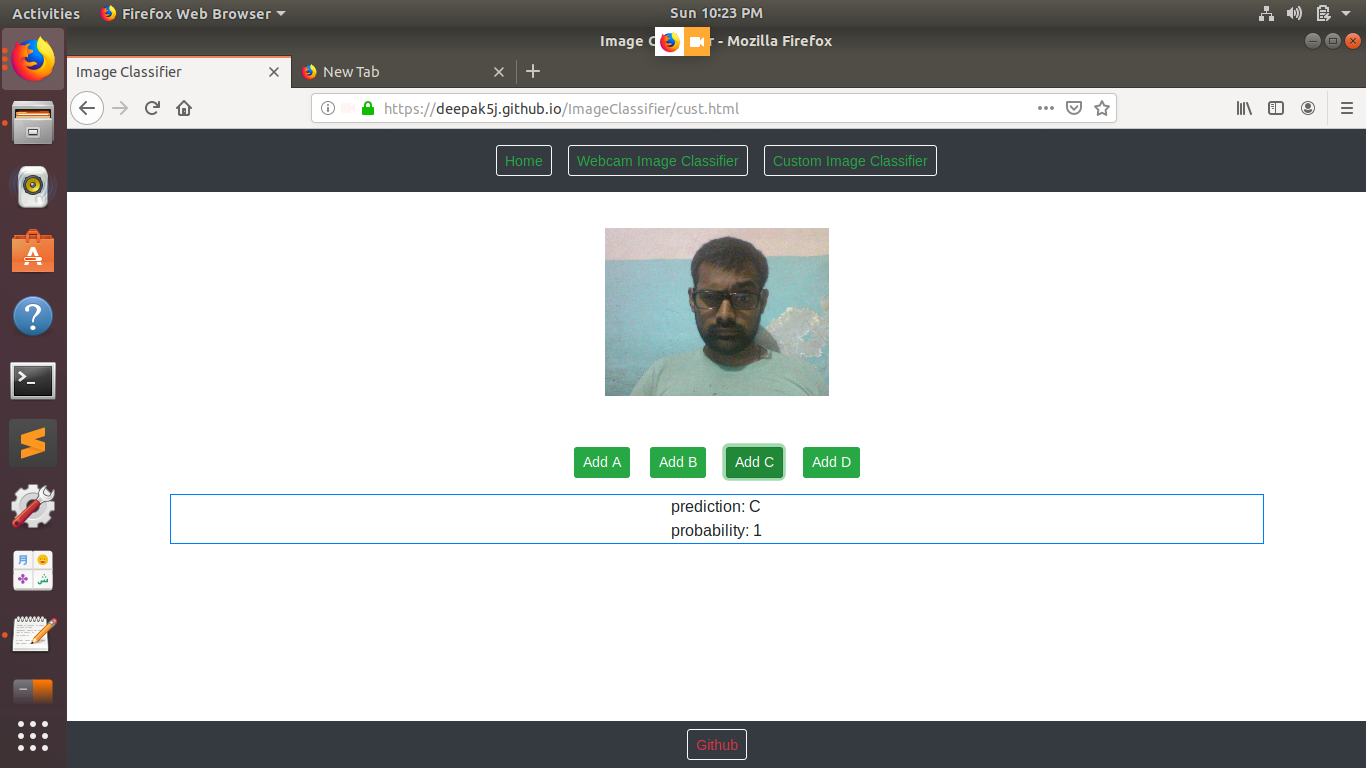 Activities Firefox Web Browser Sun 10:23 PM
Image C r - Mozilla Firefox
Image Classifier New Tab
https://deepak5j.github.io/ImageClassifier/cust.html
Home Webcam Image Classifier Custom Image Classifier
Add A Add B Add C Add D
prediction: C
probability: 1
Github